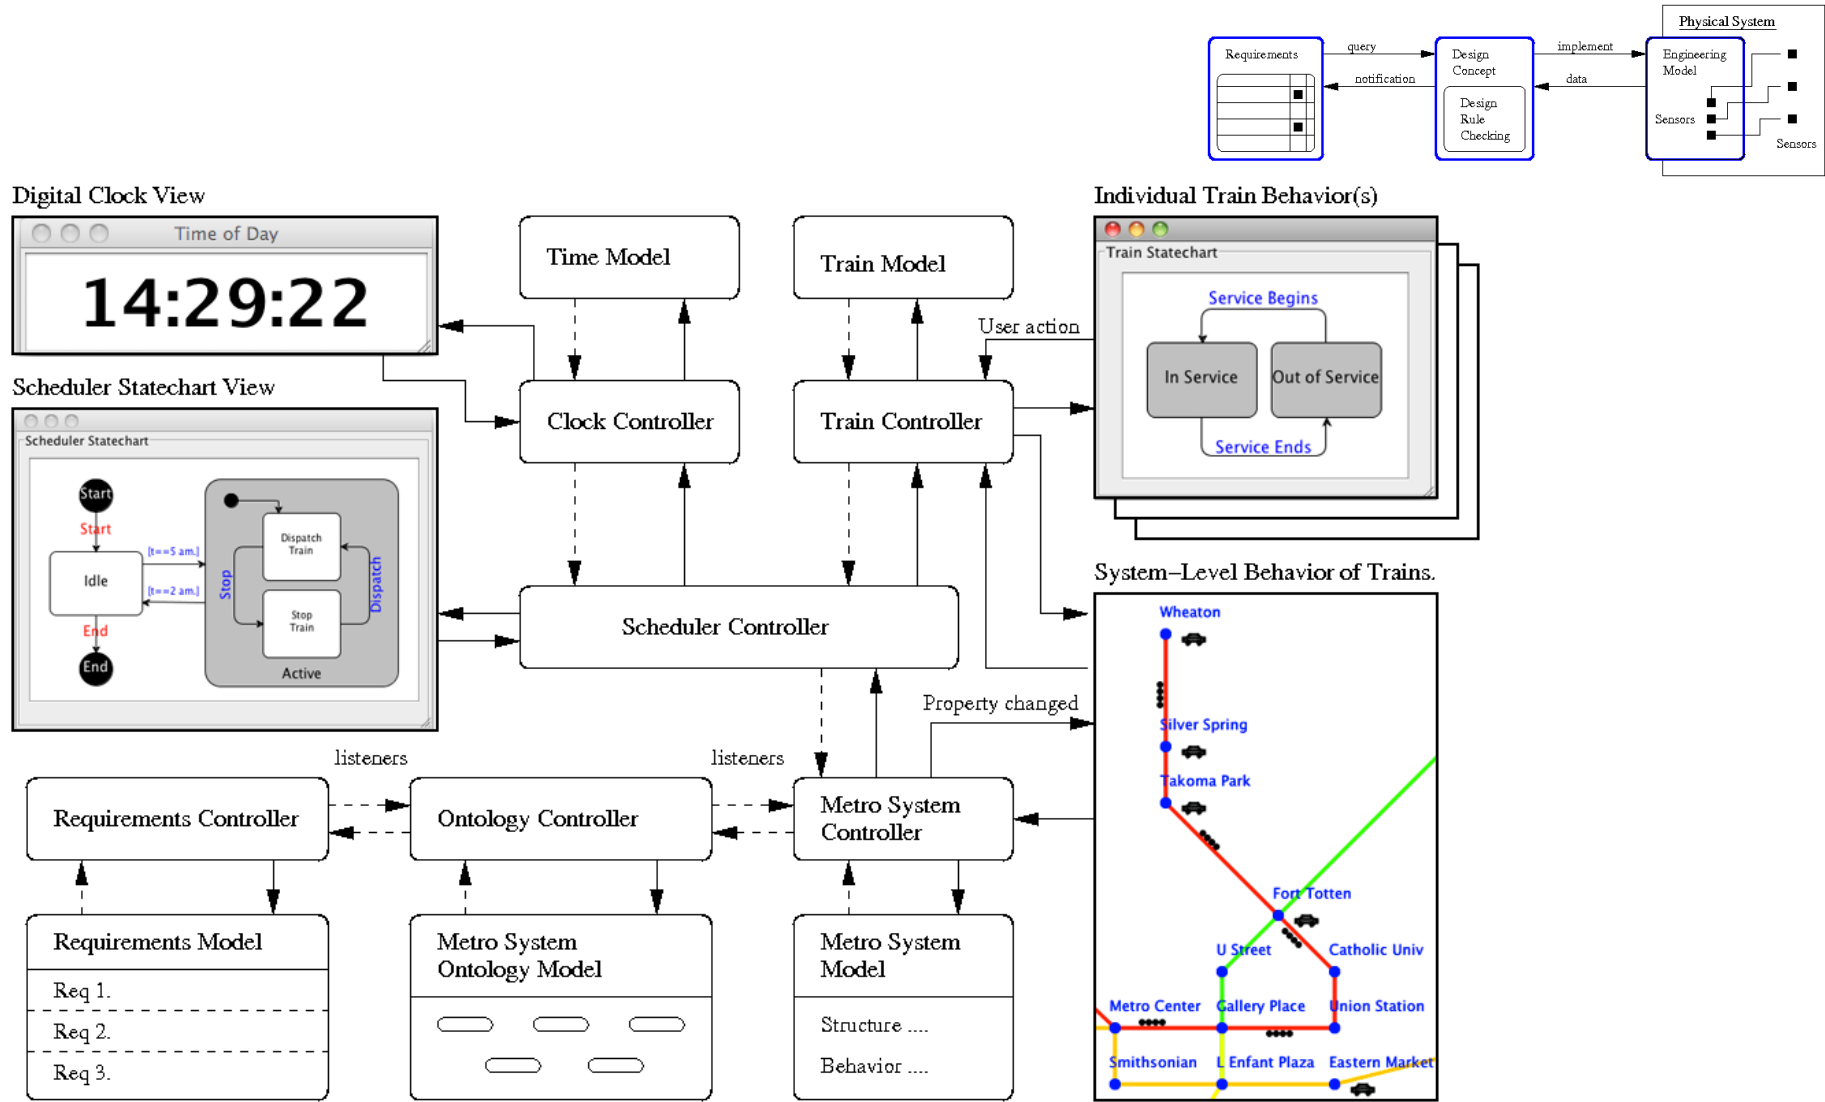 Physical System
Requirements
query
notification
Design
Concept
Design
Rule
Checking
implement
data
Engineering
Model
Sensors
Sensors
Digital Clock View
Time of Day
14:29:22
Time Model
Train Model
Individual Train Behavior(s)
Train Statechart
Service Begins
In Service
Out of Service
Service Ends
User action
Scheduler Statechart View
Scheduler Statechart
Start
Start
Idle
End
End
[t==5 am.]
[t==2 am.]
Dispatch
Train
Stop
Dispatch
Stop
Train
Active
Clock Controller
Train Controller
Scheduler Controller
System-Level Behavior of Trains.
Property changed
listeners
listeners
Requirements Controller
Ontology Controller
Metro System
Controller
Requirements Model
Req 1.
Req 2.
Req 3.
Metro System
Ontology Model
Metro System
Model
Structure ....
Behavior ....
Wheaton
Silver Spring
Takoma Park
Fort Totten
U Street
Catholic Univ
Metro Center
Gallery Place
Union Station
Smithsonian
L Enfant Plaza
Eastern Market